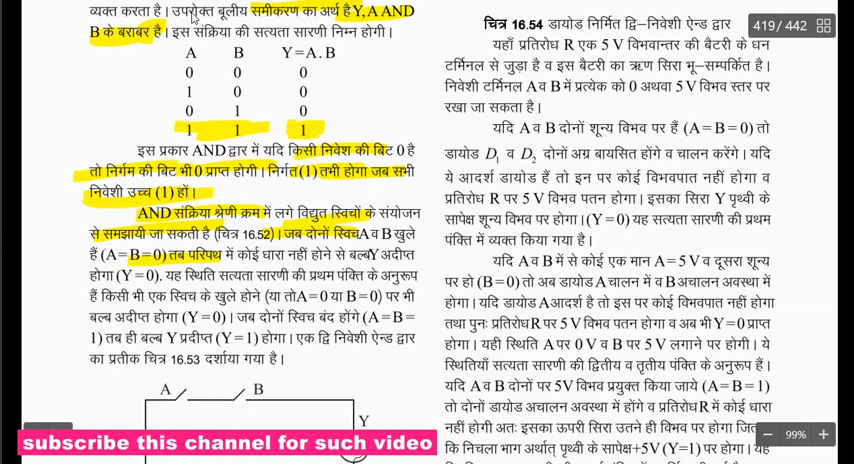 व्यक्त करता है। उपरोक्त बूलीय समीकरण का अर्थ है Y, A AND
B के बराबर है। इस संक्रिया की सत्यता सारणी निम्न होगी।
A B Y=A.B
0 0 0
1 0 0
0 1 0
1 1 1
इस प्रकार AND द्वार में यदि किसी निवेश की बिट 0 है
तो निर्गम की बिट भी 0 प्राप्त होगी। निर्गत (1) तभी होगा जब सभी
निवेशी उच्च (1) हों।
AND संक्रिया श्रेणी क्रम में लगे विद्युत स्विचों के संयोजन
से समझायी जा सकती है (चित्र 16.52)। जब दोनों स्विच A व B खुले
हैं (A=B=0) तब परिपथ में कोई धारा नहीं होने से बल्ब Y अदीप्त
होगा (Y=0). यह स्थिति सत्यता सारणी की प्रथम पंक्ति के अनुरूप
हैं किसी भी एक स्विच के खुले होने (या तो A=0 या B=0) पर भी
बल्ब अदीप्त होगा (Y=0)। जब दोनों स्विच बंद होंगे (A=B=
1) तब ही बल्ब Y प्रदीप्त (Y=1) होगा। एक द्वि निवेशी ऐन्ड द्वार
का प्रतीक चित्र 16.53 दर्शाया गया है।
A B
Y
subscribe this channel for such video
चित्र 16.54 डायोड निर्मित द्वि-निवेशी ऐन्ड द्वार
419 / 442
यहाँ प्रतिरोध R एक 5 V विभवान्तर की बैटरी के धन
टर्मिनल से जुड़ा है व इस बैटरी का ऋण सिरा भू-सम्पर्कित है।
निवेशी टर्मिनल A व B में प्रत्येक को 0 अथवा 5 V विभव स्तर पर
रखा जा सकता है।
यदि A व B दोनों शून्य विभव पर हैं (A=B=0) तो
डायोड D₁ व D₂ दोनों अग्र बायसित होंगे व चालन करेंगे। यदि
ये आदर्श डायोड हैं तो इन पर कोई विभवपात नहीं होगा व
प्रतिरोध R पर 5 V विभव पतन होगा। इसका सिरा Y पृथ्वी के
सापेक्ष शून्य विभव पर होगा। (Y=0) यह सत्यता सारणी की प्रथम
पंक्ति में व्यक्त किया गया है।
यदि A व B में से कोई एक मान A=5 V व दूसरा शून्य
पर हो (B=0) तो अब डायोड A चालन में व B अचालन अवस्था में
होगा। यदि डायोड A आदर्श है तो इस पर कोई विभवपात नहीं होगा
तथा पुनः प्रतिरोध R पर 5 V विभव पतन होगा व अब भी Y=0 प्राप्त
होगा। यही स्थिति A पर 0 V व B पर 5 V लगाने पर होगी। ये
स्थितियाँ सत्यता सारणी की द्वितीय व तृतीय पंक्ति के अनुरूप हैं।
यदि A व B दोनों पर 5V विभव प्रयुक्त किया जाये (A=B=1)
तो दोनों डायोड अचालन अवस्था में होंगे व प्रतिरोध R में कोई धारा
नहीं होगी अतः इसका ऊपरी सिरा उतने ही विभव पर होगा
कि निचला भाग अर्थात् पृथ्वी के सापेक्ष +5V (Y=1) पर होगा। यह
99%